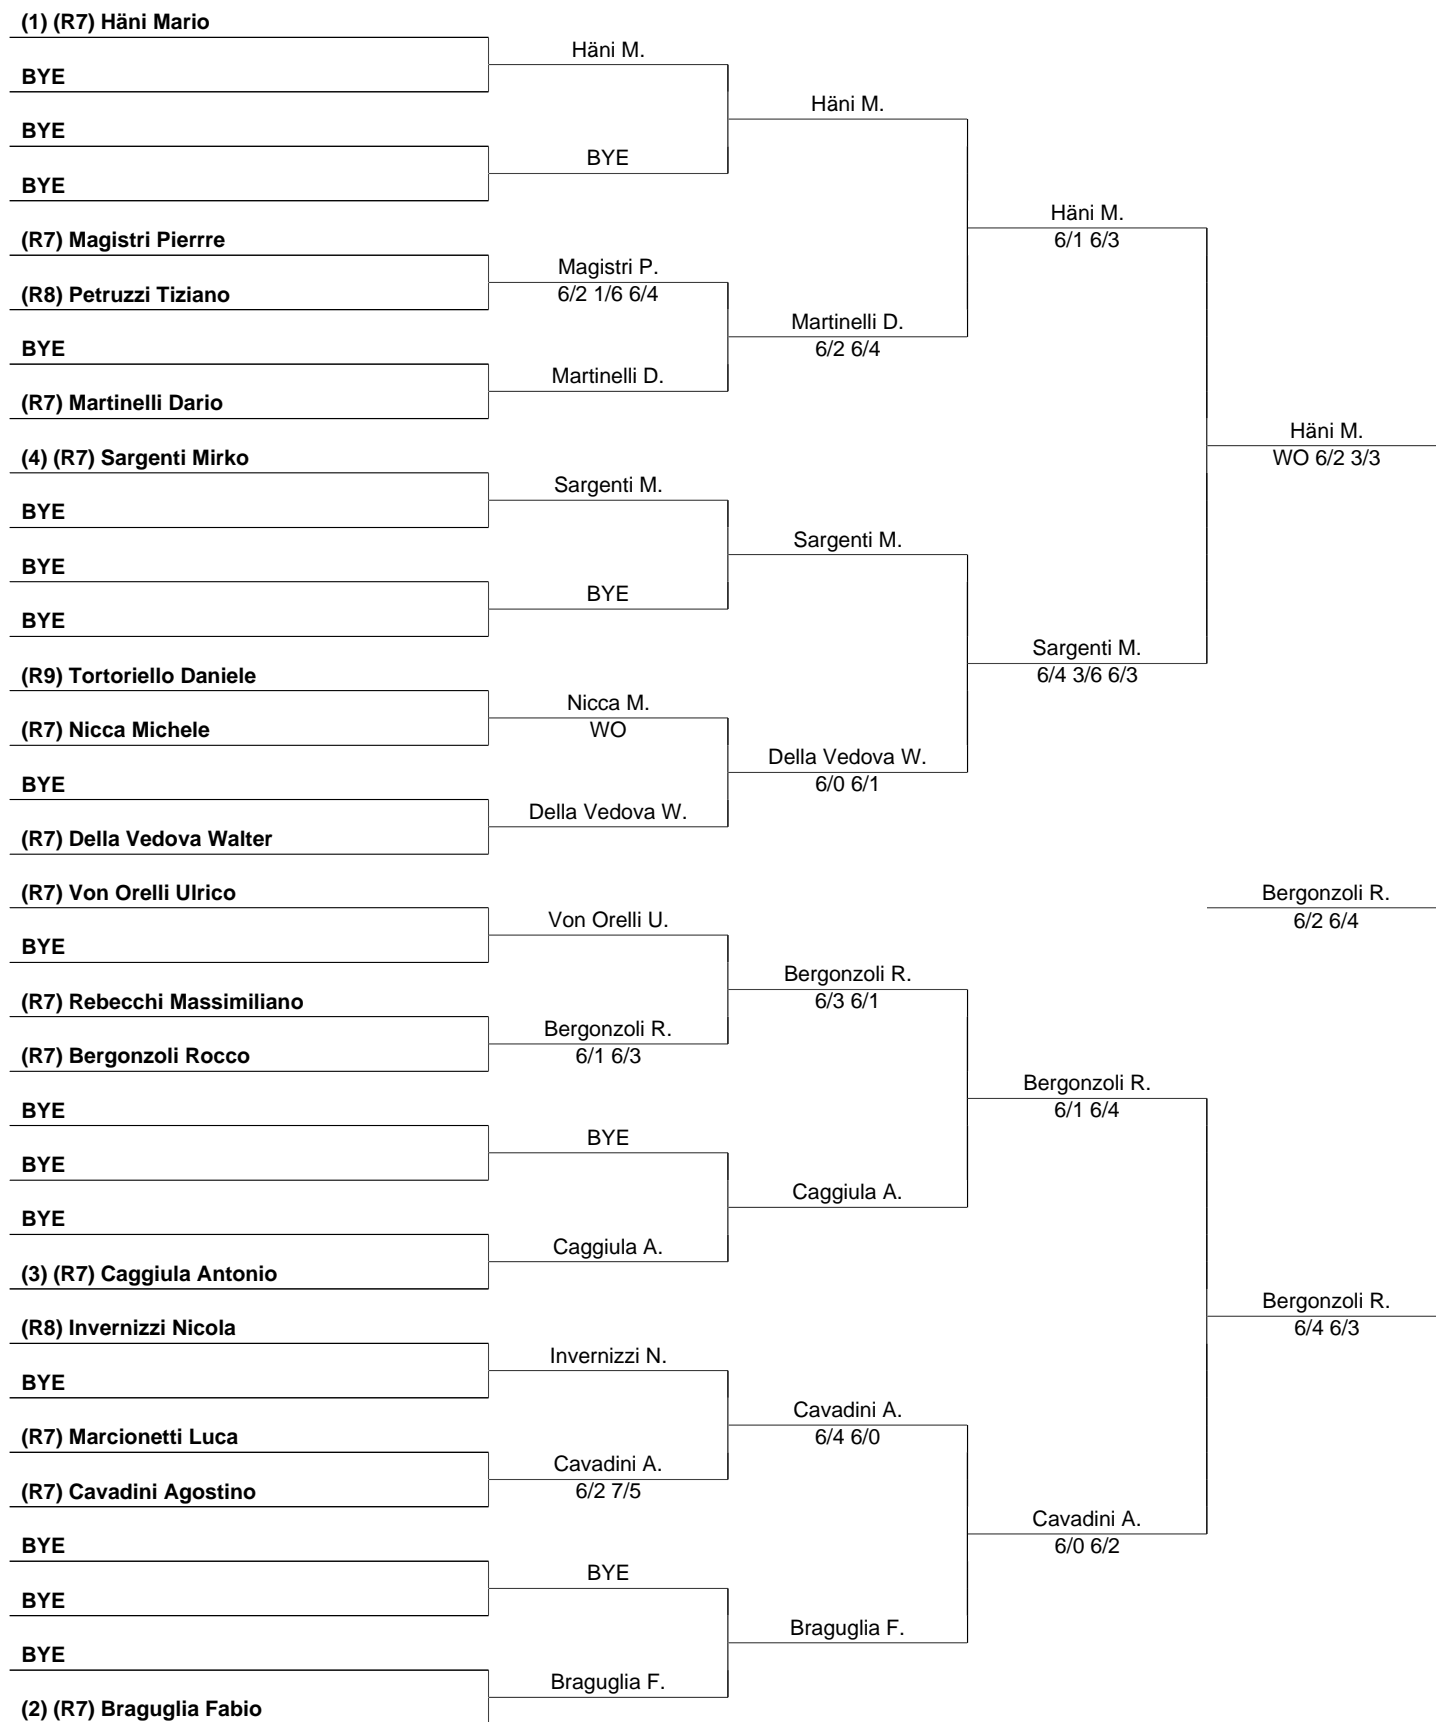 (1) (R7) Häni Mario
Häni M.
BYE
Häni M.
BYE
BYE
BYE
Häni M.
(R7) Magistri Pierrre
6/1 6/3
Magistri P.
(R8) Petruzzi Tiziano
6/2 1/6 6/4
Martinelli D.
BYE
6/2 6/4
Martinelli D.
(R7) Martinelli Dario
Häni M.
(4) (R7) Sargenti Mirko
WO 6/2 3/3
Sargenti M.
BYE
Sargenti M.
BYE
BYE
BYE
Sargenti M.
(R9) Tortoriello Daniele
6/4 3/6 6/3
Nicca M.
(R7) Nicca Michele
WO
Della Vedova W.
BYE
6/0 6/1
Della Vedova W.
(R7) Della Vedova Walter
(R7) Von Orelli Ulrico
Bergonzoli R.
Von Orelli U.
6/2 6/4
BYE
Bergonzoli R.
(R7) Rebecchi Massimiliano
6/3 6/1
Bergonzoli R.
(R7) Bergonzoli Rocco
6/1 6/3
Bergonzoli R.
BYE
6/1 6/4
BYE
BYE
Caggiula A.
BYE
Caggiula A.
(3) (R7) Caggiula Antonio
Bergonzoli R.
(R8) Invernizzi Nicola
6/4 6/3
Invernizzi N.
BYE
Cavadini A.
(R7) Marcionetti Luca
6/4 6/0
Cavadini A.
(R7) Cavadini Agostino
6/2 7/5
Cavadini A.
BYE
6/0 6/2
BYE
BYE
Braguglia F.
BYE
Braguglia F.
(2) (R7) Braguglia Fabio